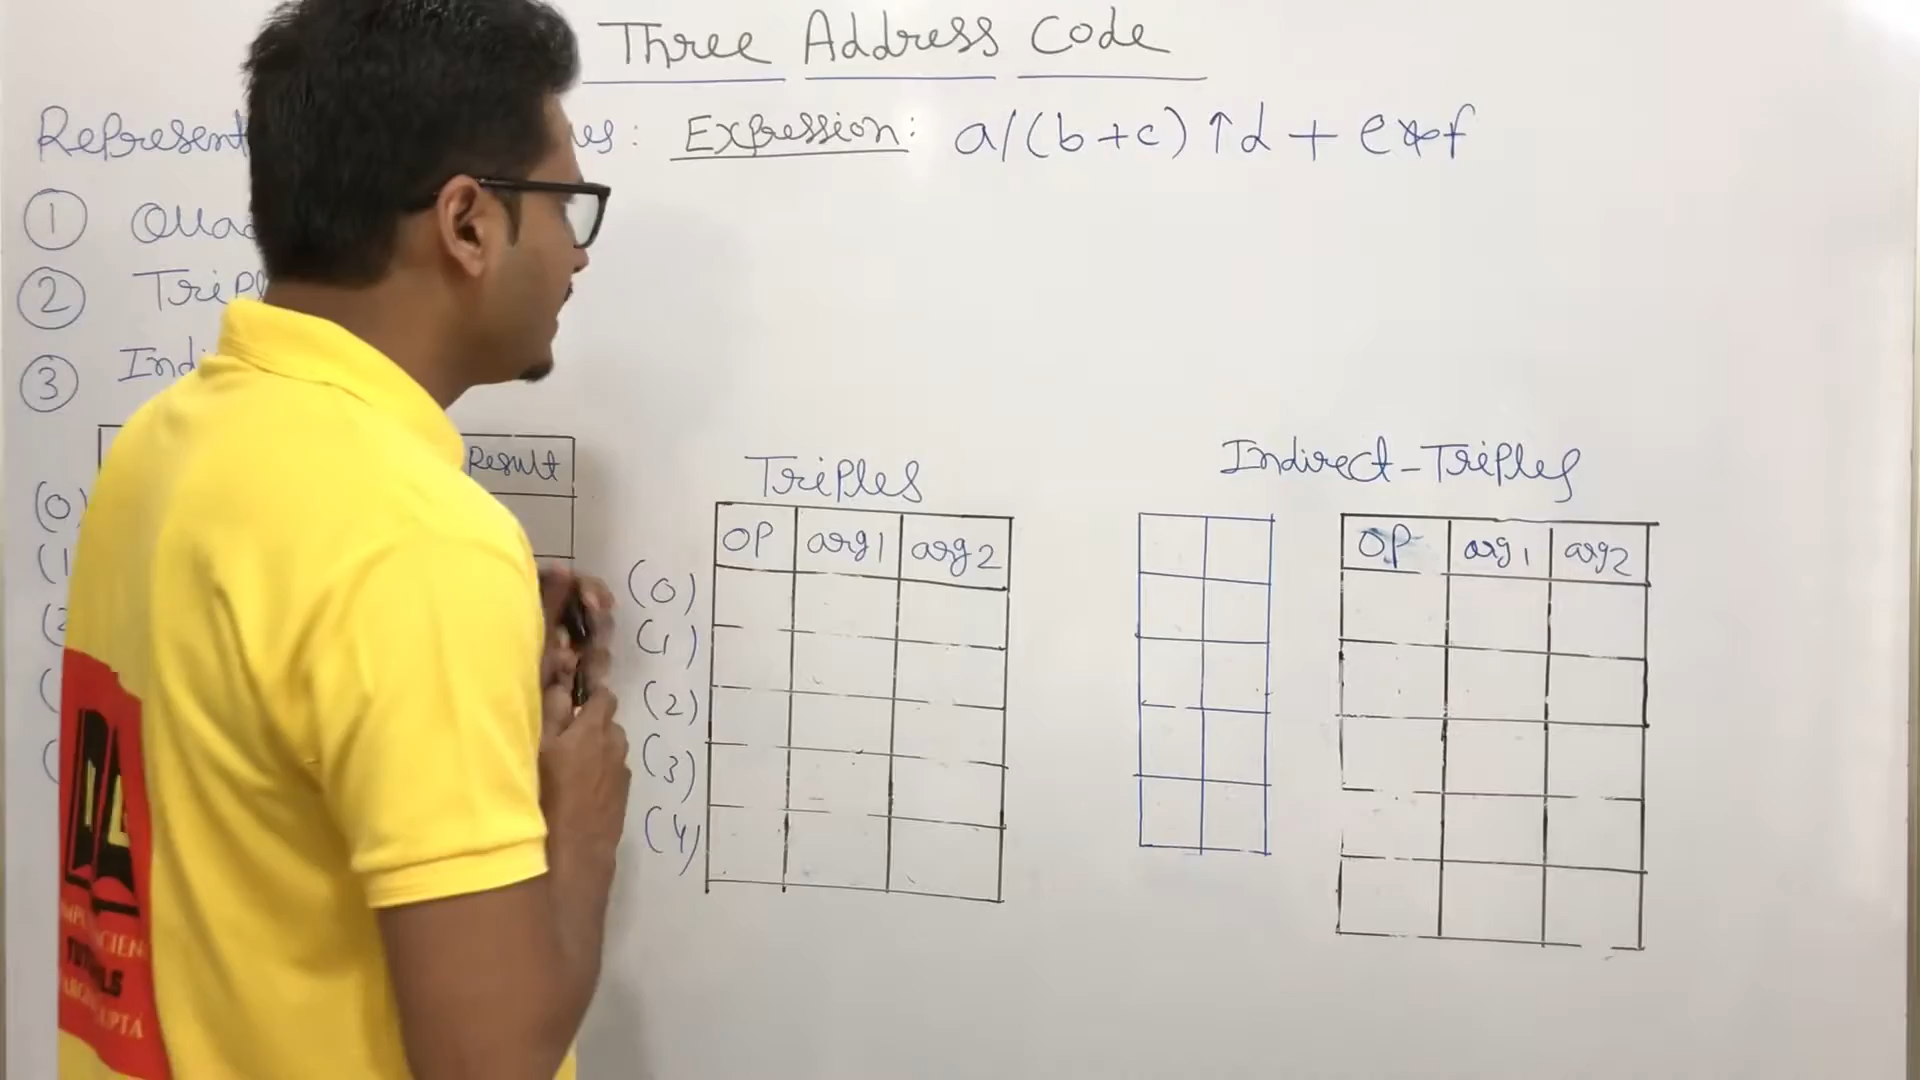 Three Address Code
Expression: a/(b+c)↑d + e*f
1
2
3
Result
Triples
Indirect-Triples
OP arg1 arg2
OP arg1 arg2
(0)
(0)
(1)
(2)
(3)
(4)